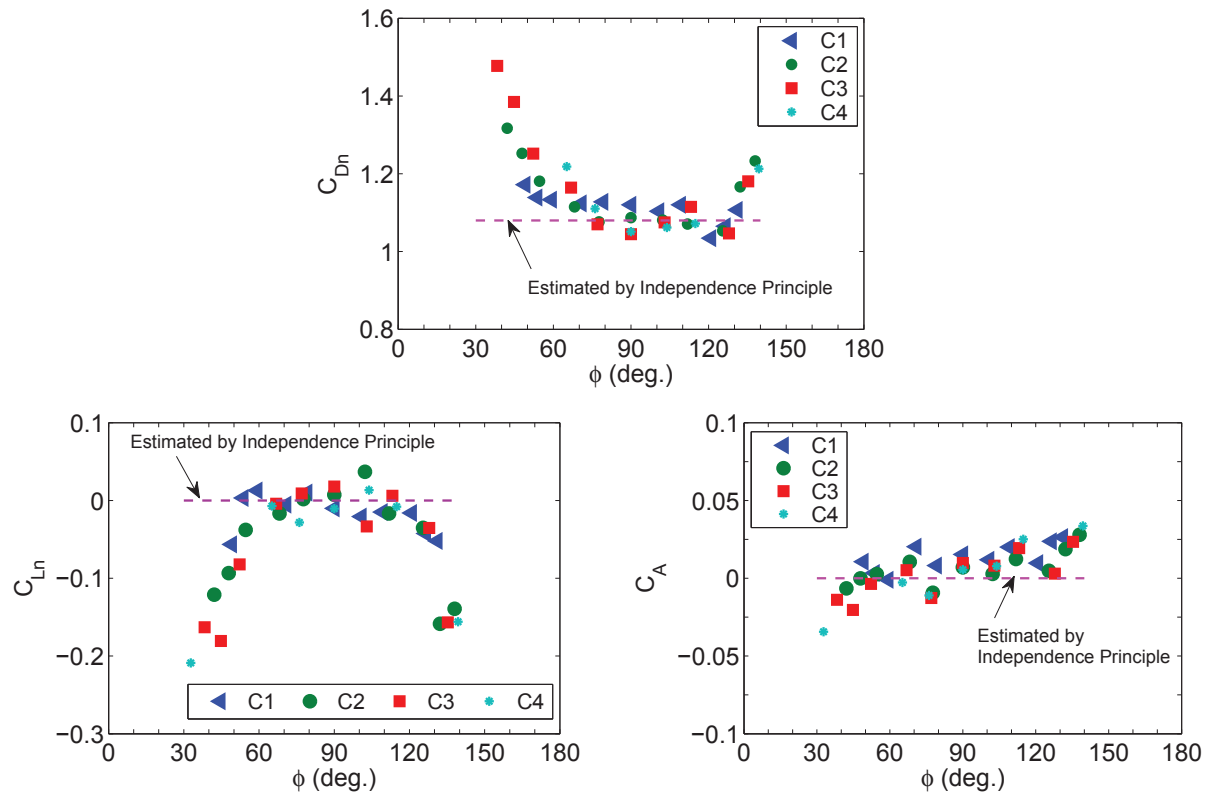 1.6
1.4
1.2
1
0.8
C_Dn
0 30 60 90 120 150 180
ϕ (deg.)
C1
C2
C3
C4
Estimated by Independence Principle
0.1
0
−0.1
−0.2
−0.3
C_Ln
0 30 60 90 120 150 180
ϕ (deg.)
Estimated by Independence Principle
C1 C2 C3 C4
0.1
0.05
0
−0.05
−0.1
C_A
0 30 60 90 120 150 180
ϕ (deg.)
C1
C2
C3
C4
Estimated by
Independence Principle